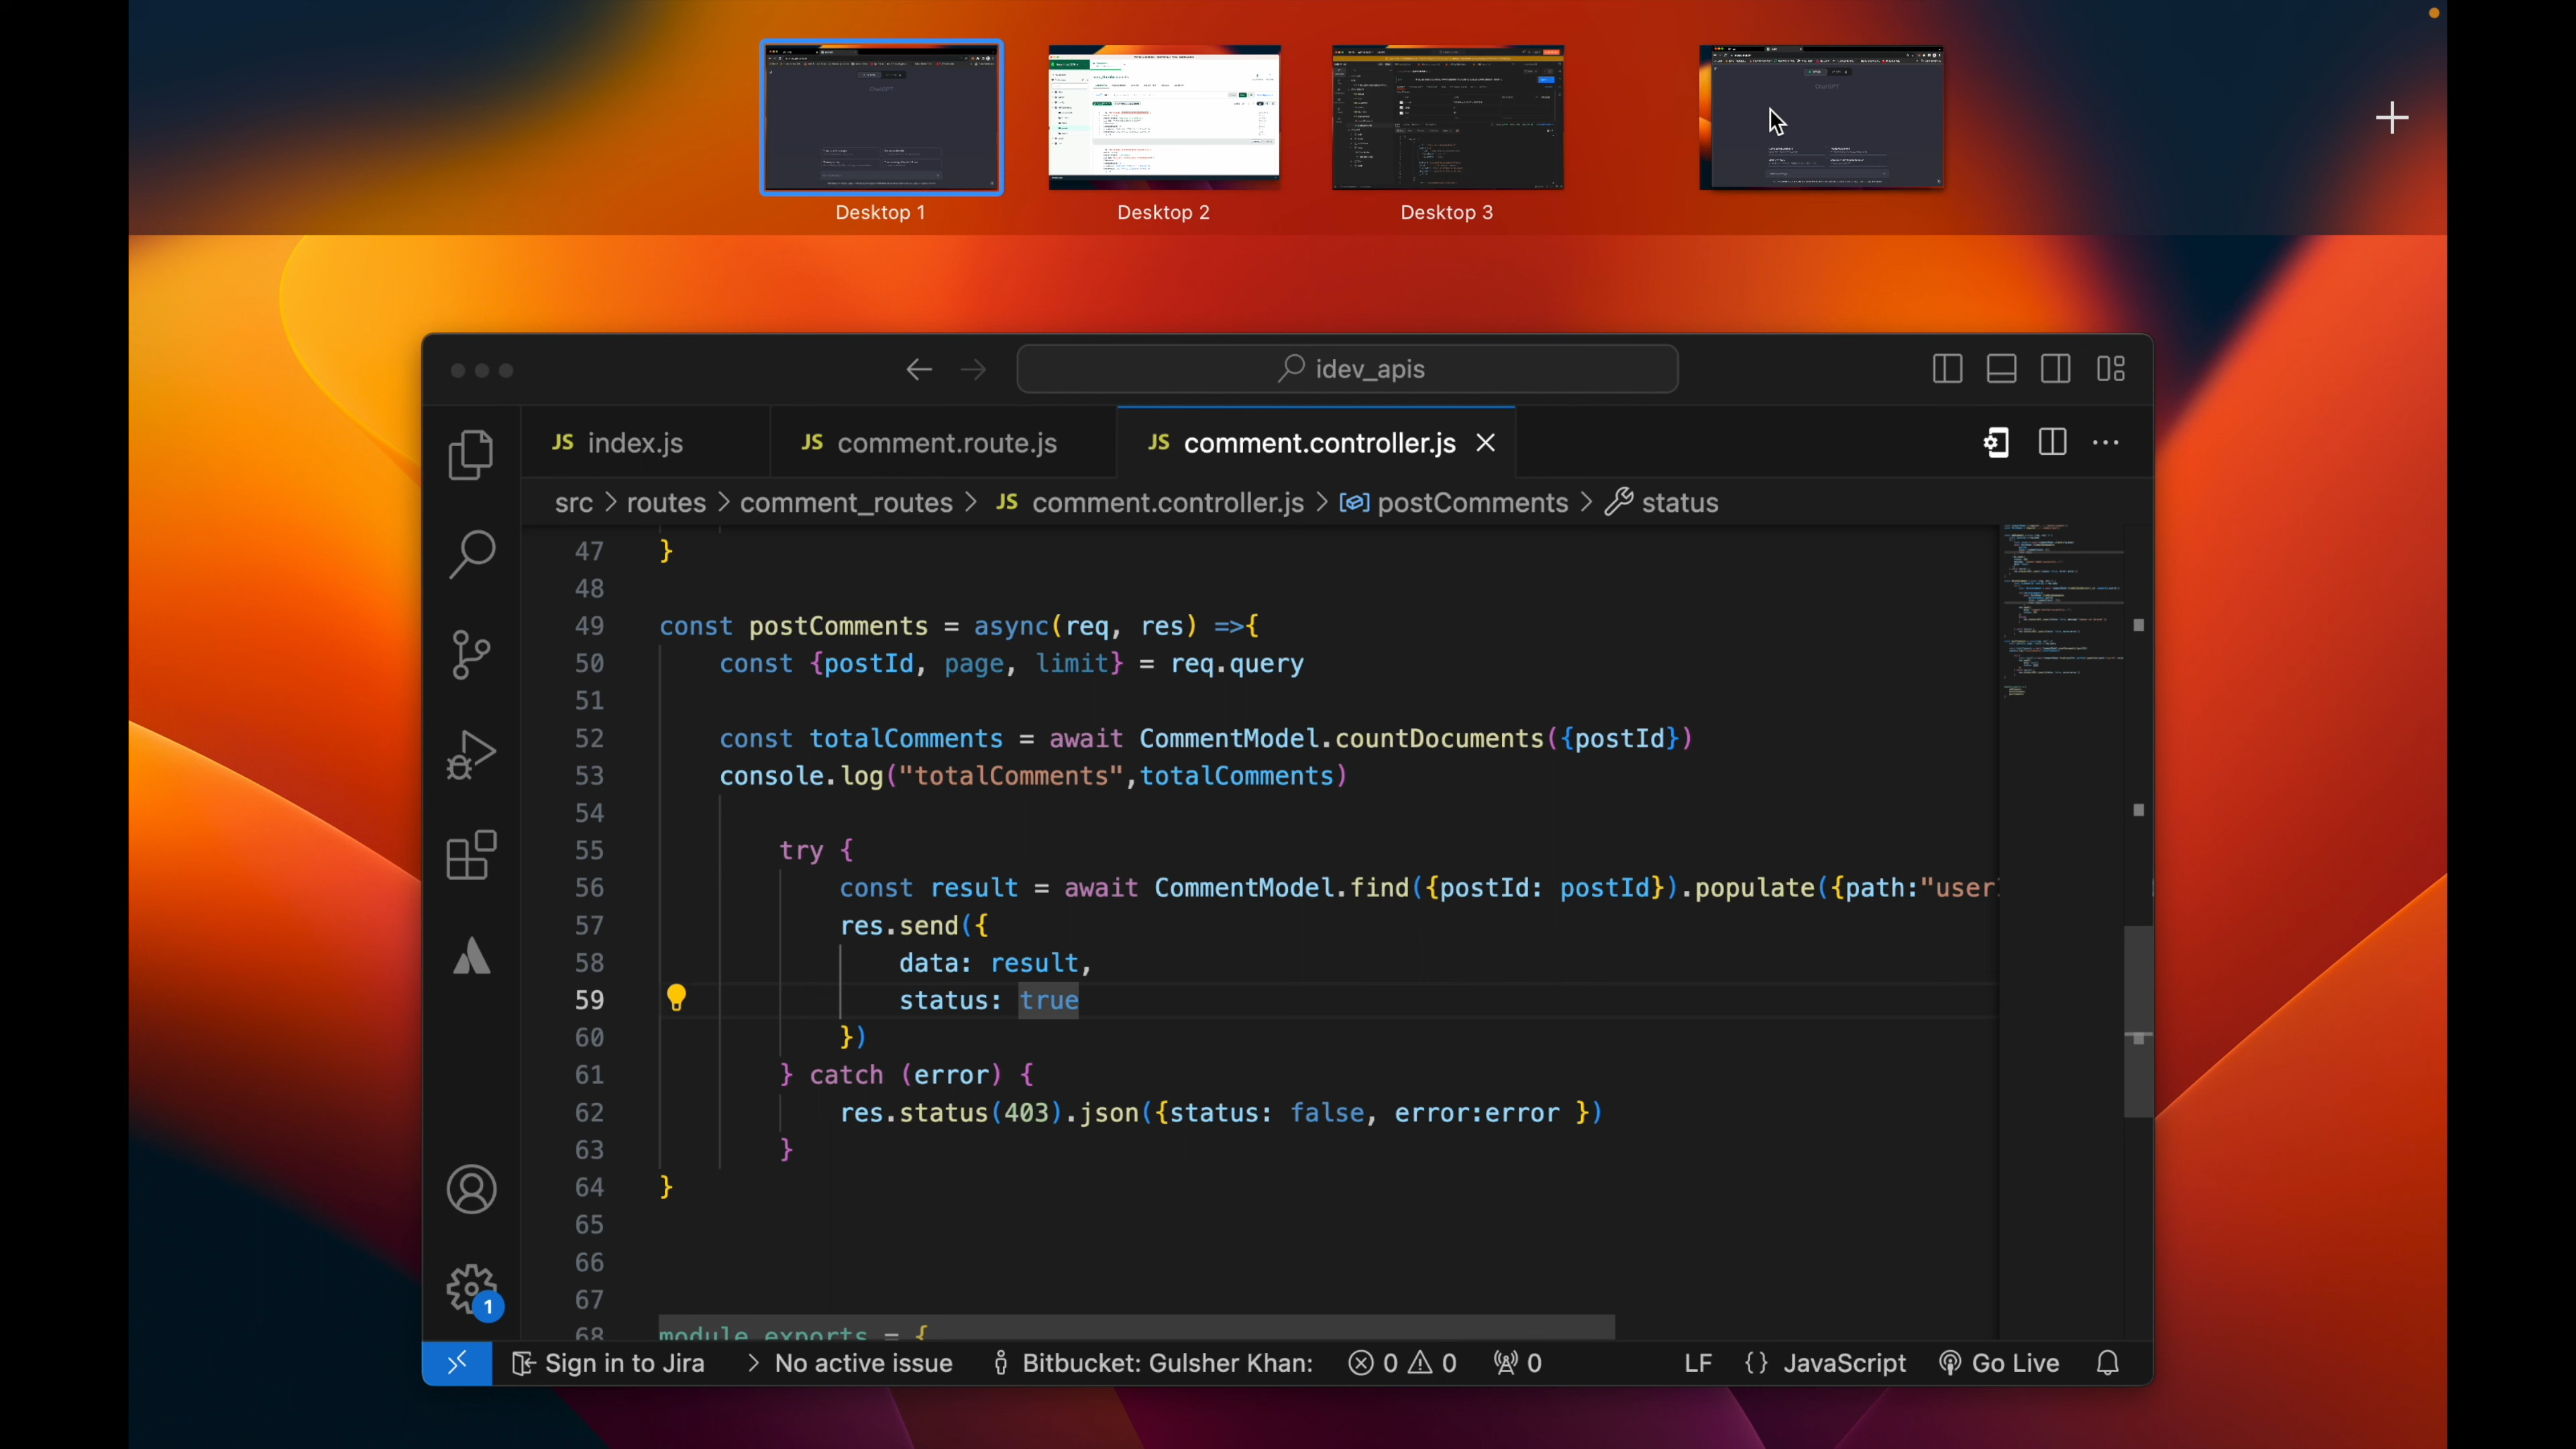 Desktop 1
Desktop 2
Desktop 3
idev_apis
JS index.js
JS comment.route.js
JS comment.controller.js
src > routes > comment_routes > JS comment.controller.js > postComments > status
47 }
48
49 const postComments = async(req, res) =>{
50 const {postId, page, limit} = req.query
51
52 const totalComments = await CommentModel.countDocuments({postId})
53 console.log("totalComments",totalComments)
54
55 try {
56 const result = await CommentModel.find({postId: postId}).populate({path:"user
57 res.send({
58 data: result,
59 status: true
60 })
61 } catch (error) {
62 res.status(403).json({status: false, error:error })
63 }
64 }
65
66
67
68 module.exports = {
1
Sign in to Jira > No active issue Bitbucket: Gulsher Khan: 0 0 0 LF {} JavaScript Go Live